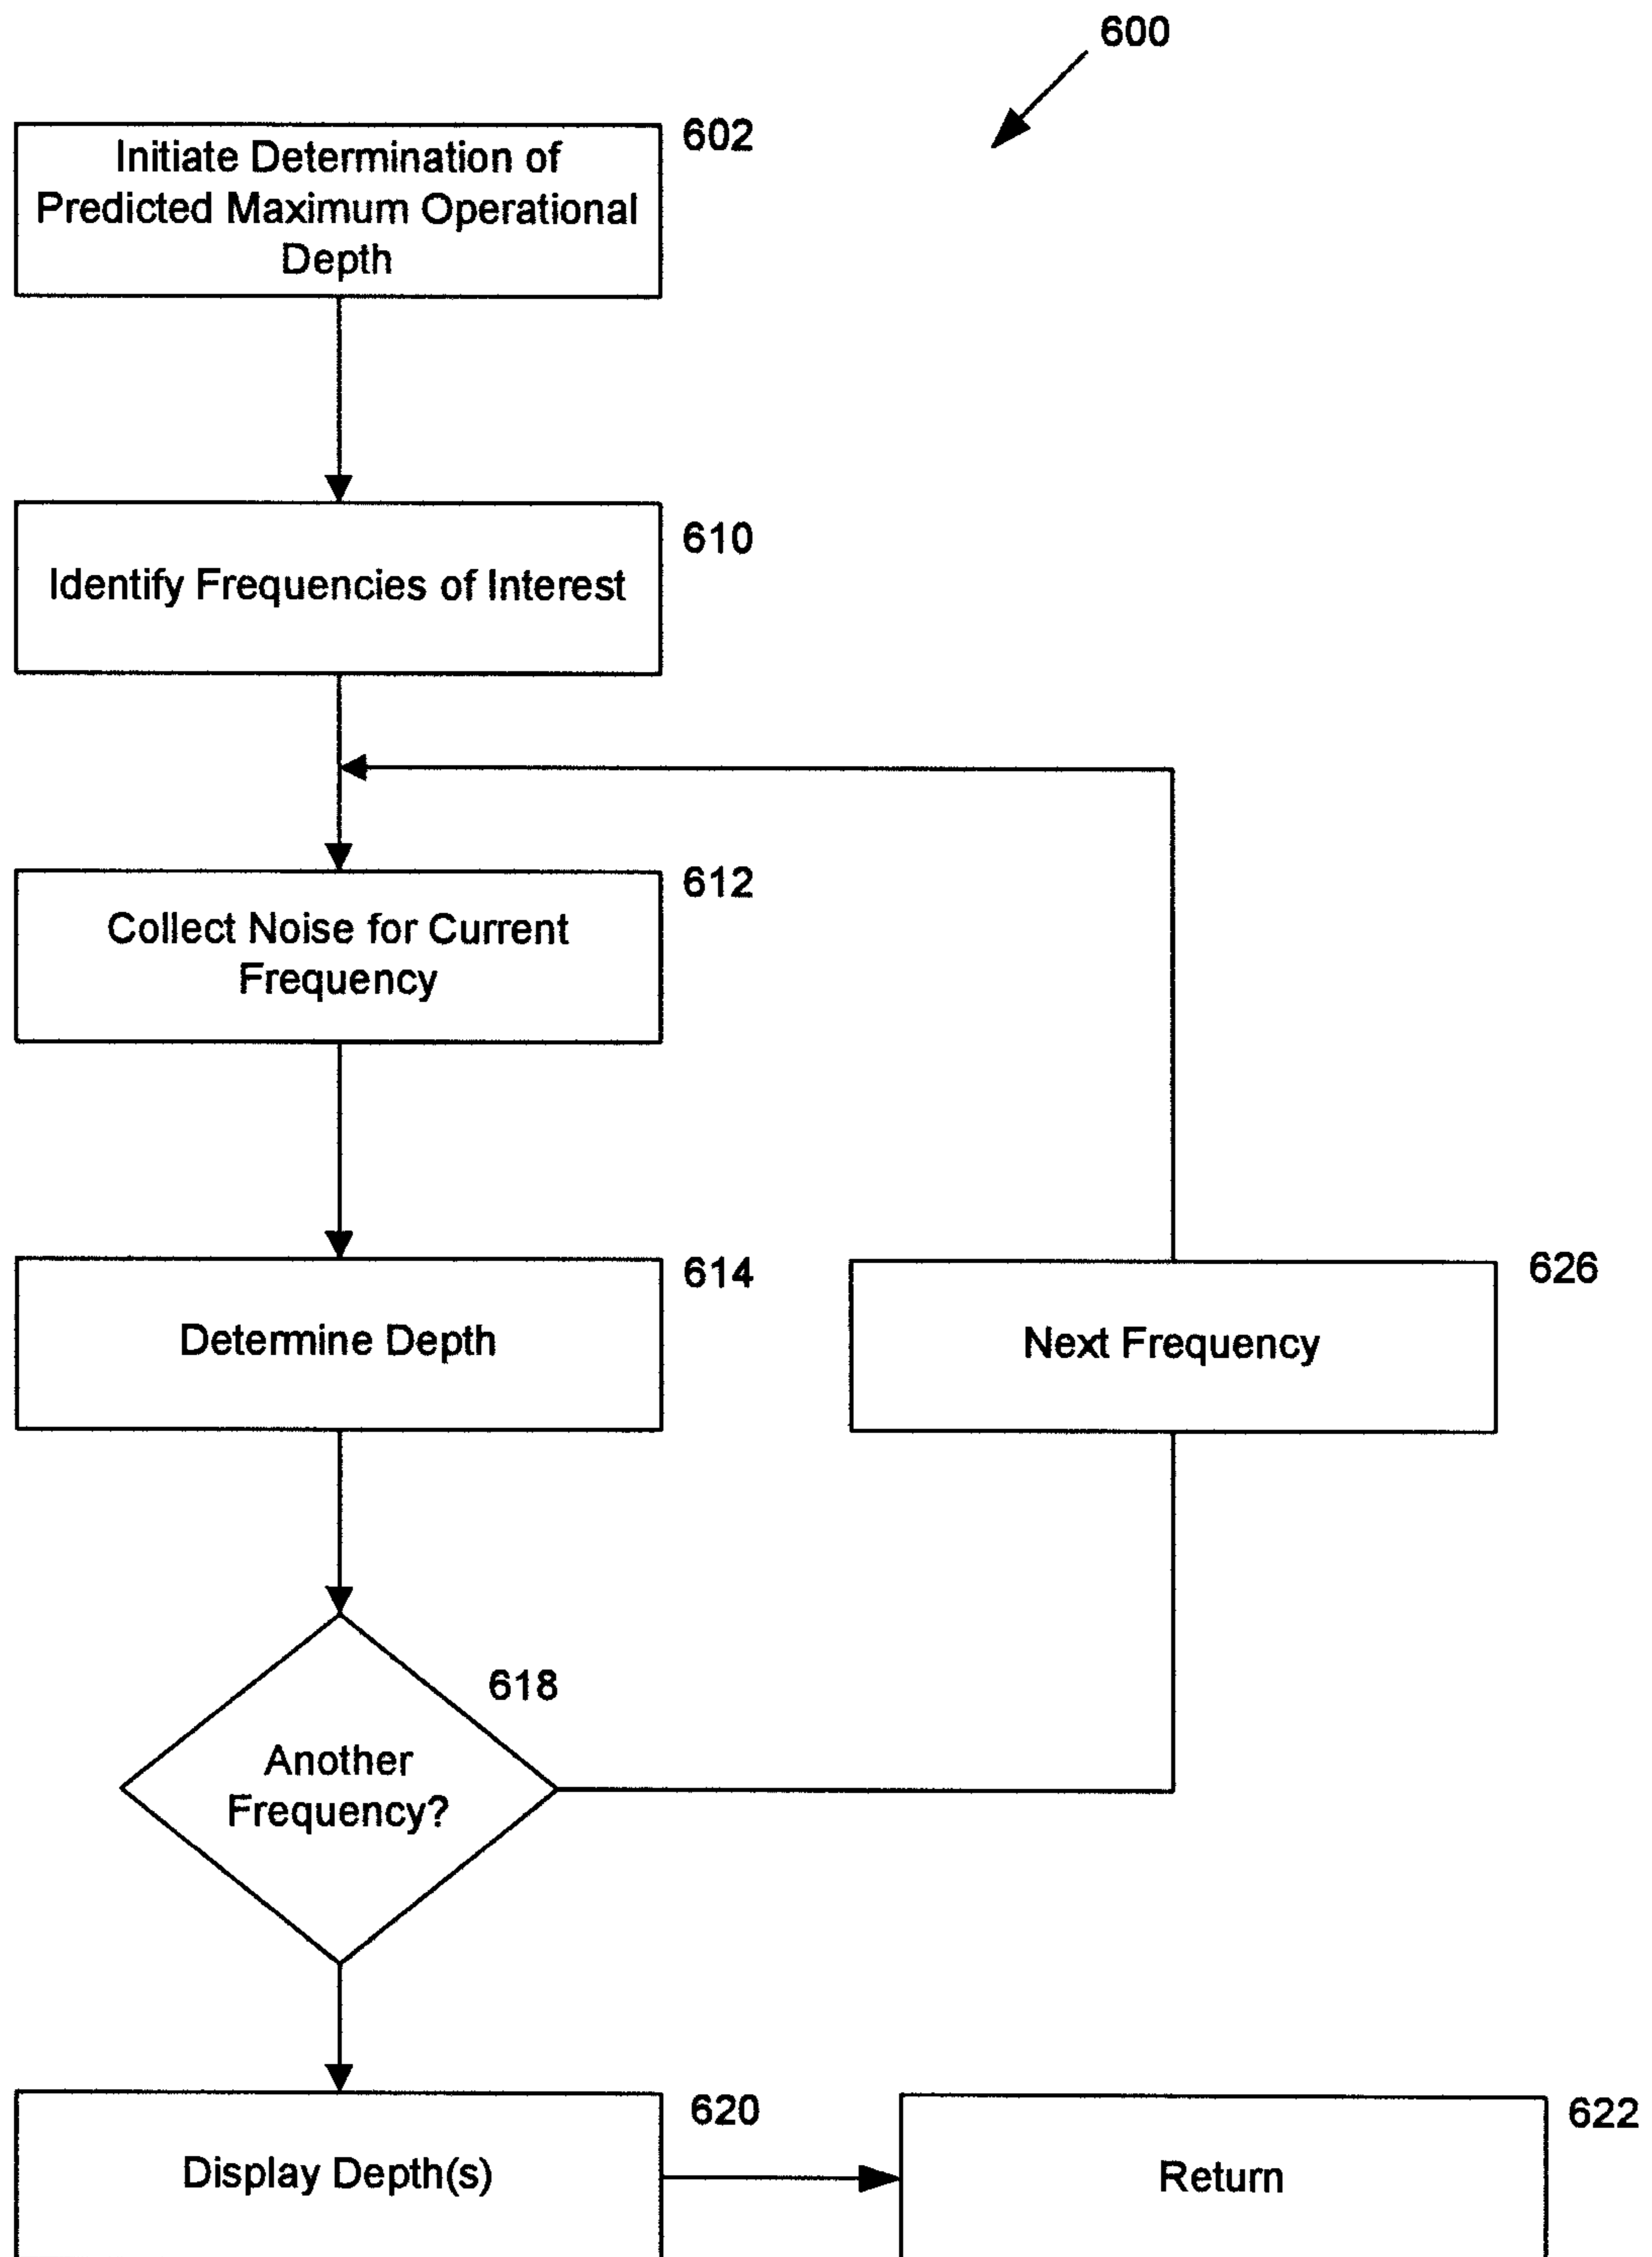 600
602
Initiate Determination of
Predicted Maximum Operational
Depth
610
Identify Frequencies of Interest
612
Collect Noise for Current
Frequency
614
Determine Depth
626
Next Frequency
618
Another
Frequency?
620
Display Depth(s)
622
Return